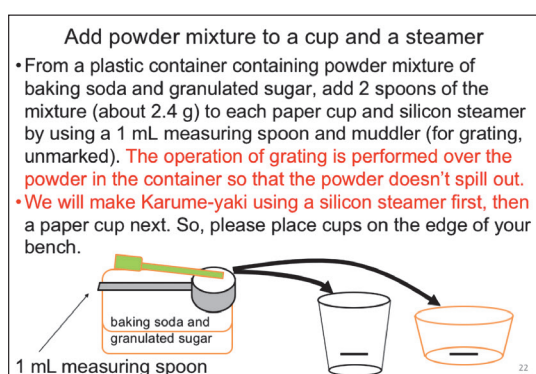 Add powder mixture to a cup and a steamer
•From a plastic container containing powder mixture of
baking soda and granulated sugar, add 2 spoons of the
mixture (about 2.4 g) to each paper cup and silicon steamer
by using a 1 mL measuring spoon and muddler (for grating,
unmarked). The operation of grating is performed over the
powder in the container so that the powder doesn't spill out.
•We will make Karume-yaki using a silicon steamer first, then
a paper cup next. So, please place cups on the edge of your
bench.
baking soda and
granulated sugar
1 mL measuring spoon
22